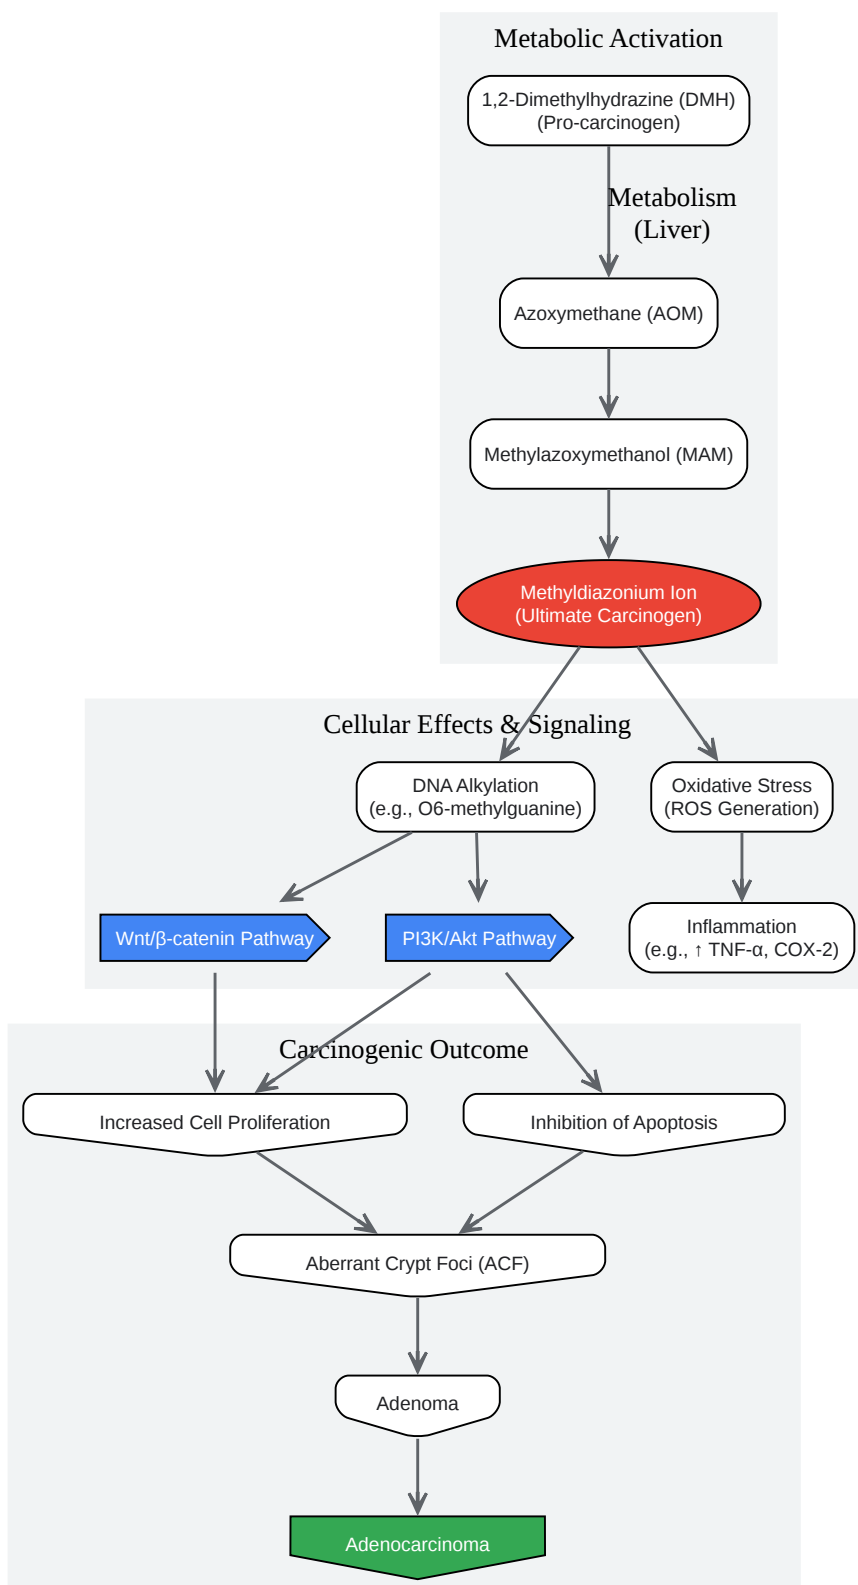 Metabolic Activation
1,2-Dimethylhydrazine (DMH)
(Pro-carcinogen)
Metabolism
(Liver)
Azoxymethane (AOM)
Methylazoxymethanol (MAM)
Methyldiazonium Ion
(Ultimate Carcinogen)
Cellular Effects & Signaling
DNA Alkylation
(e.g., O6-methylguanine)
Oxidative Stress
(ROS Generation)
Wnt/β-catenin Pathway
PI3K/Akt Pathway
Inflammation
(e.g., ↑ TNF-α, COX-2)
Carcinogenic Outcome
Increased Cell Proliferation
Inhibition of Apoptosis
Aberrant Crypt Foci (ACF)
Adenoma
Adenocarcinoma